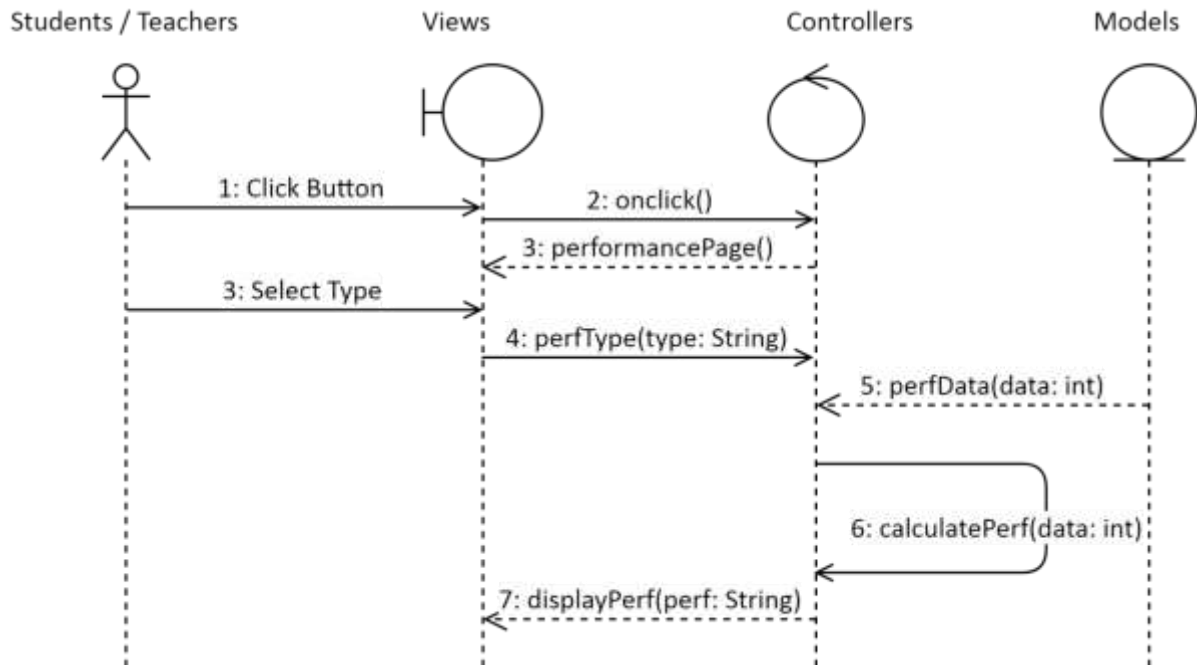 Students / Teachers
Views
Controllers
Models
1: Click Button
2: onclick()
3: performancePage()
3: Select Type
4: perfType(type: String)
5: perfData(data: int)
6: calculatePerf(data: int)
7: displayPerf(perf: String)